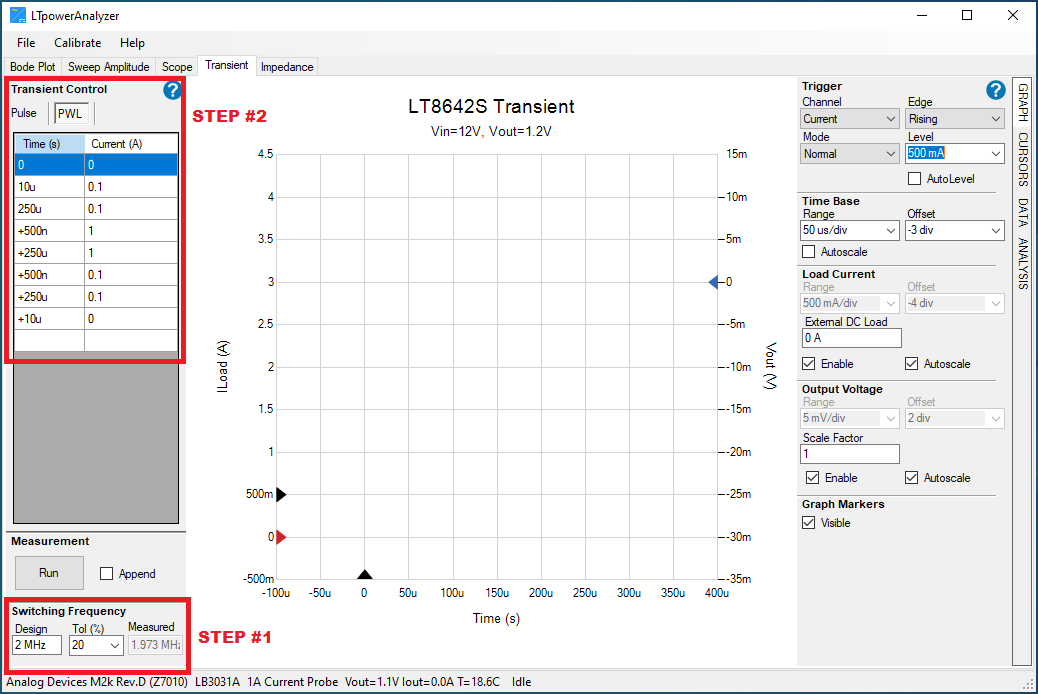 LTpowerAnalyzer
File Calibrate Help
Bode Plot Sweep Amplitude Scope Transient Impedance
Transient Control ?
Pulse PWL
Time (s) Current (A)
0 0
10u 0.1
250u 0.1
+500n 1
+250u 1
+500n 0.1
+250u 0.1
+10u 0
STEP #2
Measurement
Run Append
Switching Frequency
Design Tol (%) Measured
2 MHz 20 1.973 MHz
STEP #1
LT8642S Transient
Vin=12V, Vout=1.2V
4.5
4
3.5
3
2.5
2
1.5
1
500m
0
-500m
ILoad (A)
15m
10m
5m
0
-5m
-10m
-15m
-20m
-25m
-30m
-35m
Vout (V)
-100u -50u 0 50u 100u 150u 200u 250u 300u 350u 400u
Time (s)
Trigger ?
Channel Edge
Current Rising
Mode Level
Normal 500 mA
AutoLevel
Time Base
Range Offset
50 us/div -3 div
Autoscale
Load Current
Range Offset
500 mA/div -4 div
External DC Load
0 A
Enable Autoscale
Output Voltage
Range Offset
5 mV/div 2 div
Scale Factor
1
Enable Autoscale
Graph Markers
Visible
GRAPH CURSORS DATA ANALYSIS
Analog Devices M2k Rev.D (Z7010) LB3031A 1A Current Probe Vout=1.1V Iout=0.0A T=18.6C Idle